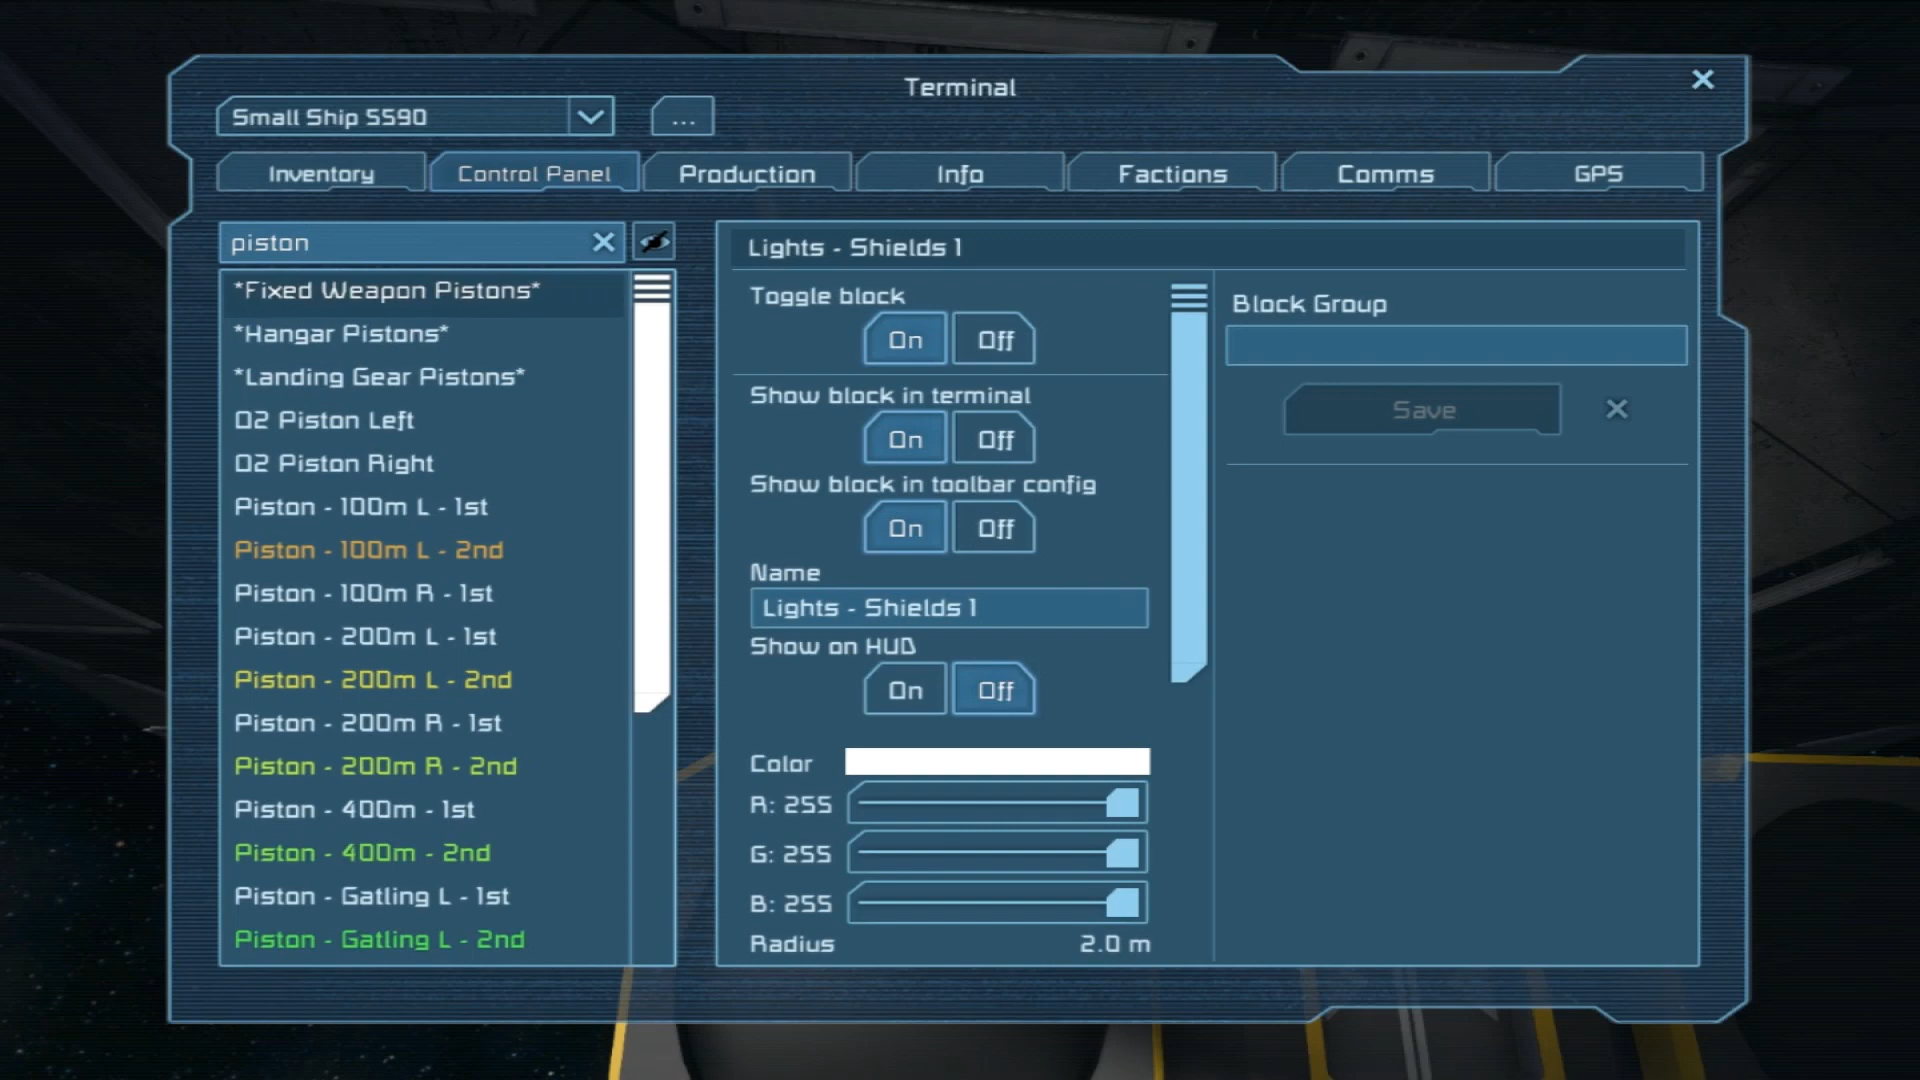 Terminal
Small Ship 5590
...
Inventory
Control Panel
Production
Info
Factions
Comms
GPS
piston
*Fixed Weapon Pistons*
*Hangar Pistons*
*Landing Gear Pistons*
O2 Piston Left
O2 Piston Right
Piston - 100m L - 1st
Piston - 100m L - 2nd
Piston - 100m R - 1st
Piston - 200m L - 1st
Piston - 200m L - 2nd
Piston - 200m R - 1st
Piston - 200m R - 2nd
Piston - 400m - 1st
Piston - 400m - 2nd
Piston - Gatling L - 1st
Piston - Gatling L - 2nd
Lights - Shields 1
Toggle block
On Off
Show block in terminal
On Off
Show block in toolbar config
On Off
Name
Lights - Shields 1
Show on HUD
On Off
Color
R: 255
G: 255
B: 255
Radius 2.0 m
Block Group
Save